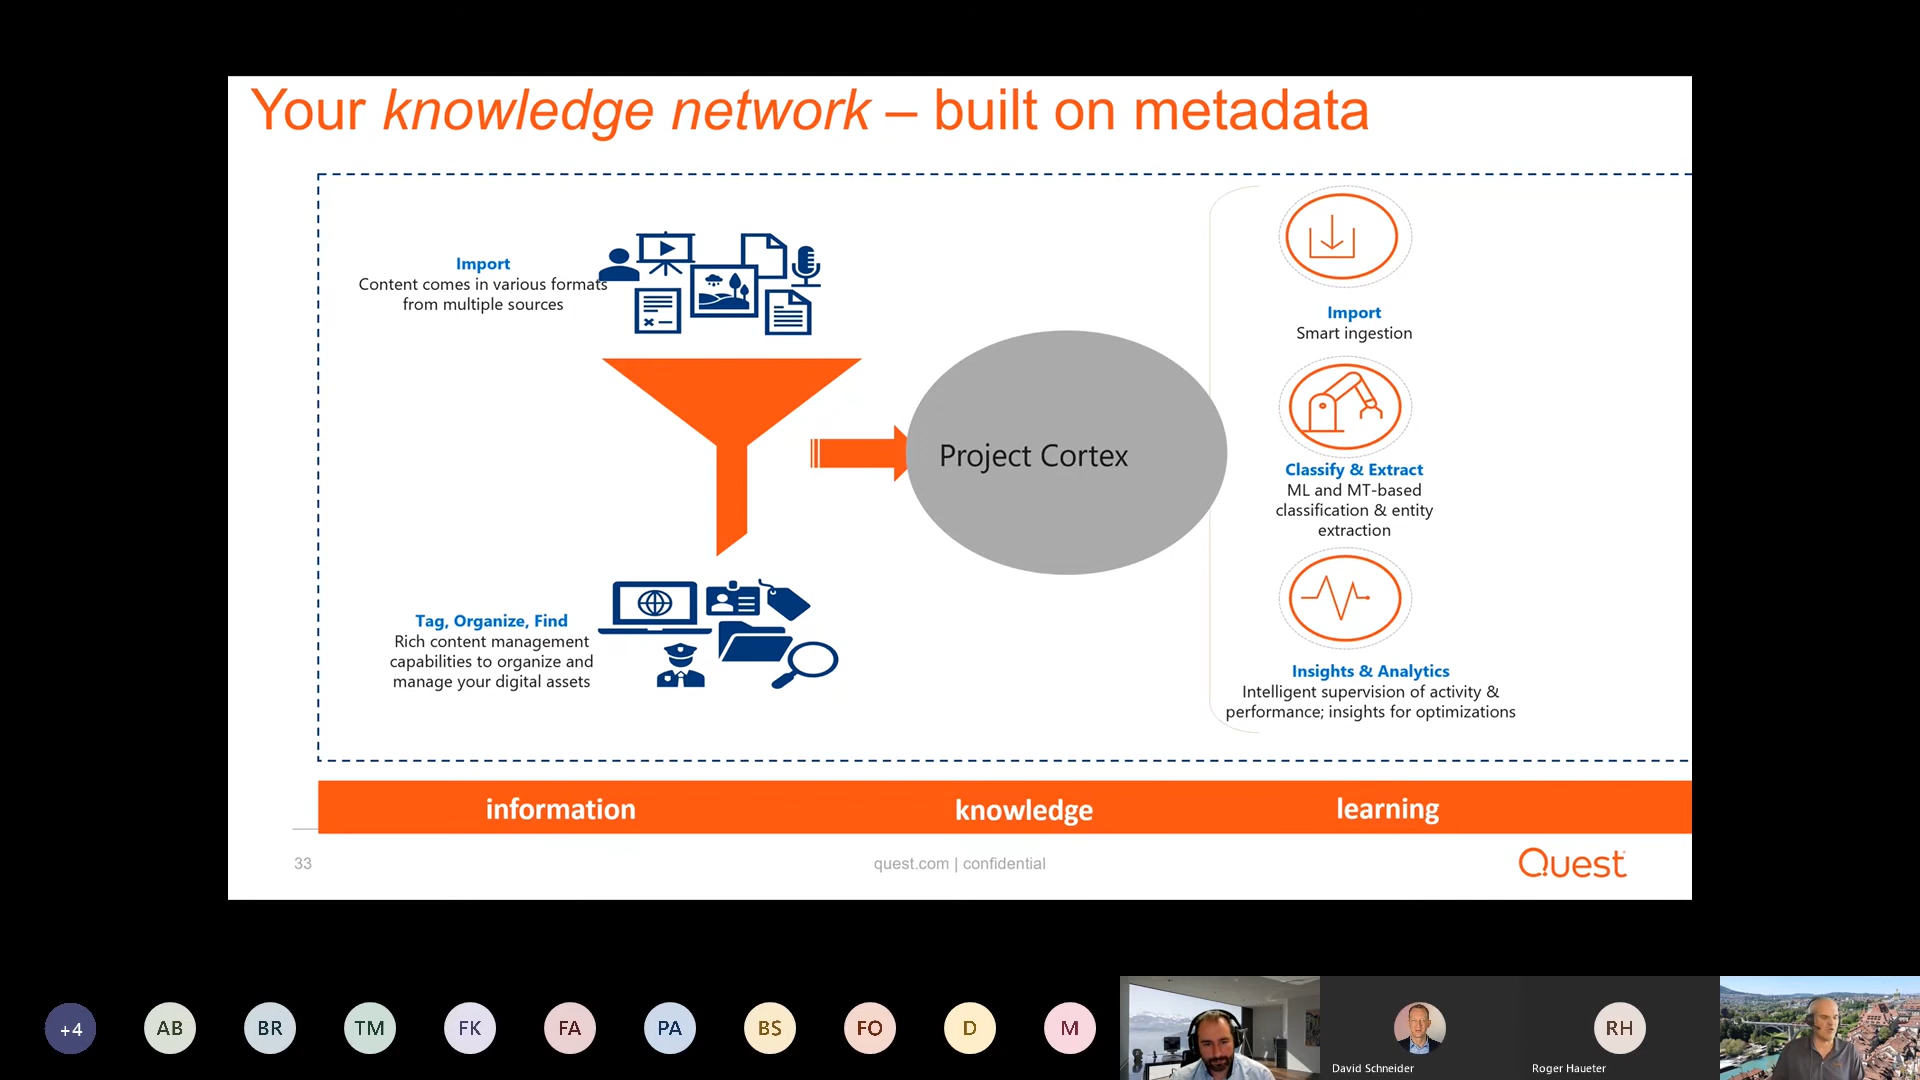 Your knowledge network – built on metadata
Import
Content comes in various formats
from multiple sources
Tag, Organize, Find
Rich content management
capabilities to organize and
manage your digital assets
Project Cortex
Import
Smart ingestion
Classify & Extract
ML and MT-based
classification & entity
extraction
Insights & Analytics
Intelligent supervision of activity &
performance; insights for optimizations
information
knowledge
learning
33
quest.com | confidential
Quest
+4
AB
BR
TM
FK
FA
PA
BS
FO
D
M
David Schneider
RH
Roger Haueter